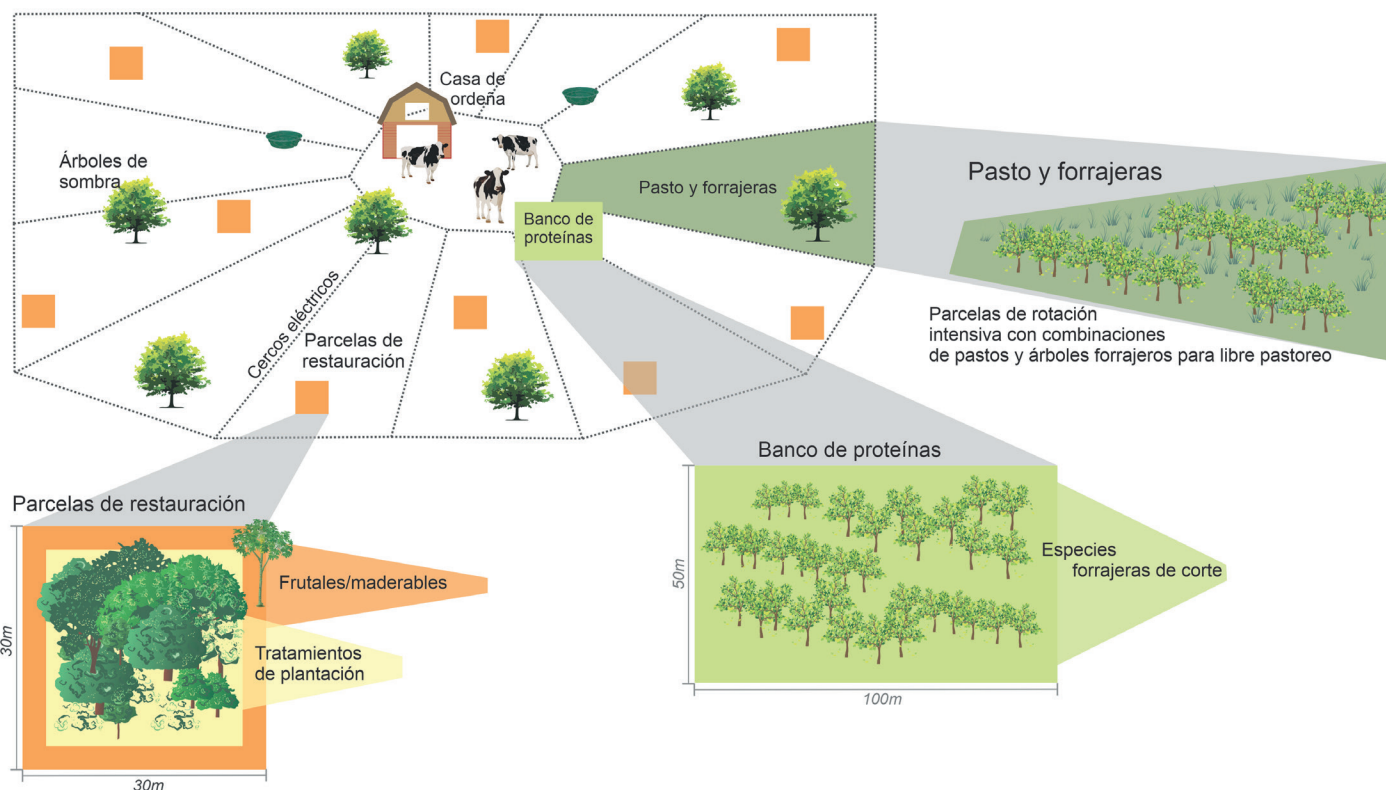 Casa de
ordeña
Árboles de
sombra
Pasto y forrajeras
Banco de
proteínas
Cercos eléctricos
Parcelas de
restauración
Pasto y forrajeras
Parcelas de rotación
intensiva con combinaciones
de pastos y árboles forrajeros para libre pastoreo
Parcelas de restauración
Frutales/maderables
Tratamientos
de plantación
30m
30m
Banco de proteínas
Especies
forrajeras de corte
50m
100m